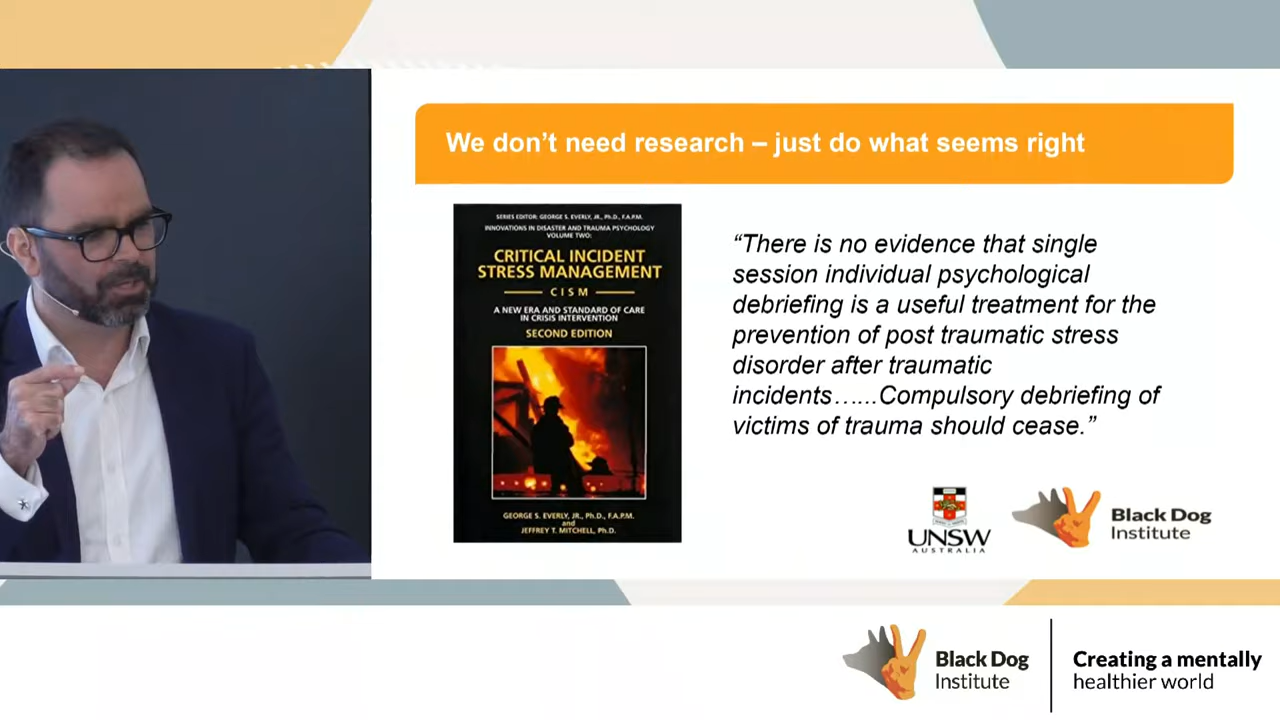 We don’t need research – just do what seems right
SERIES EDITOR: GEORGE S. EVERLY, JR., Ph.D., F.A.P.M.
INNOVATIONS IN DISASTER AND TRAUMA PSYCHOLOGY
VOLUME TWO:
CRITICAL INCIDENT
STRESS MANAGEMENT
C I S M
A NEW ERA AND STANDARD OF CARE
IN CRISIS INTERVENTION
SECOND EDITION
GEORGE S. EVERLY, JR., Ph.D., F.A.P.M.
and
JEFFREY T. MITCHELL, Ph.D.
“There is no evidence that single
session individual psychological
debriefing is a useful treatment for the
prevention of post traumatic stress
disorder after traumatic
incidents…...Compulsory debriefing of
victims of trauma should cease.”
UNSW
AUSTRALIA
Black Dog
Institute
Black Dog
Institute
Creating a mentally
healthier world